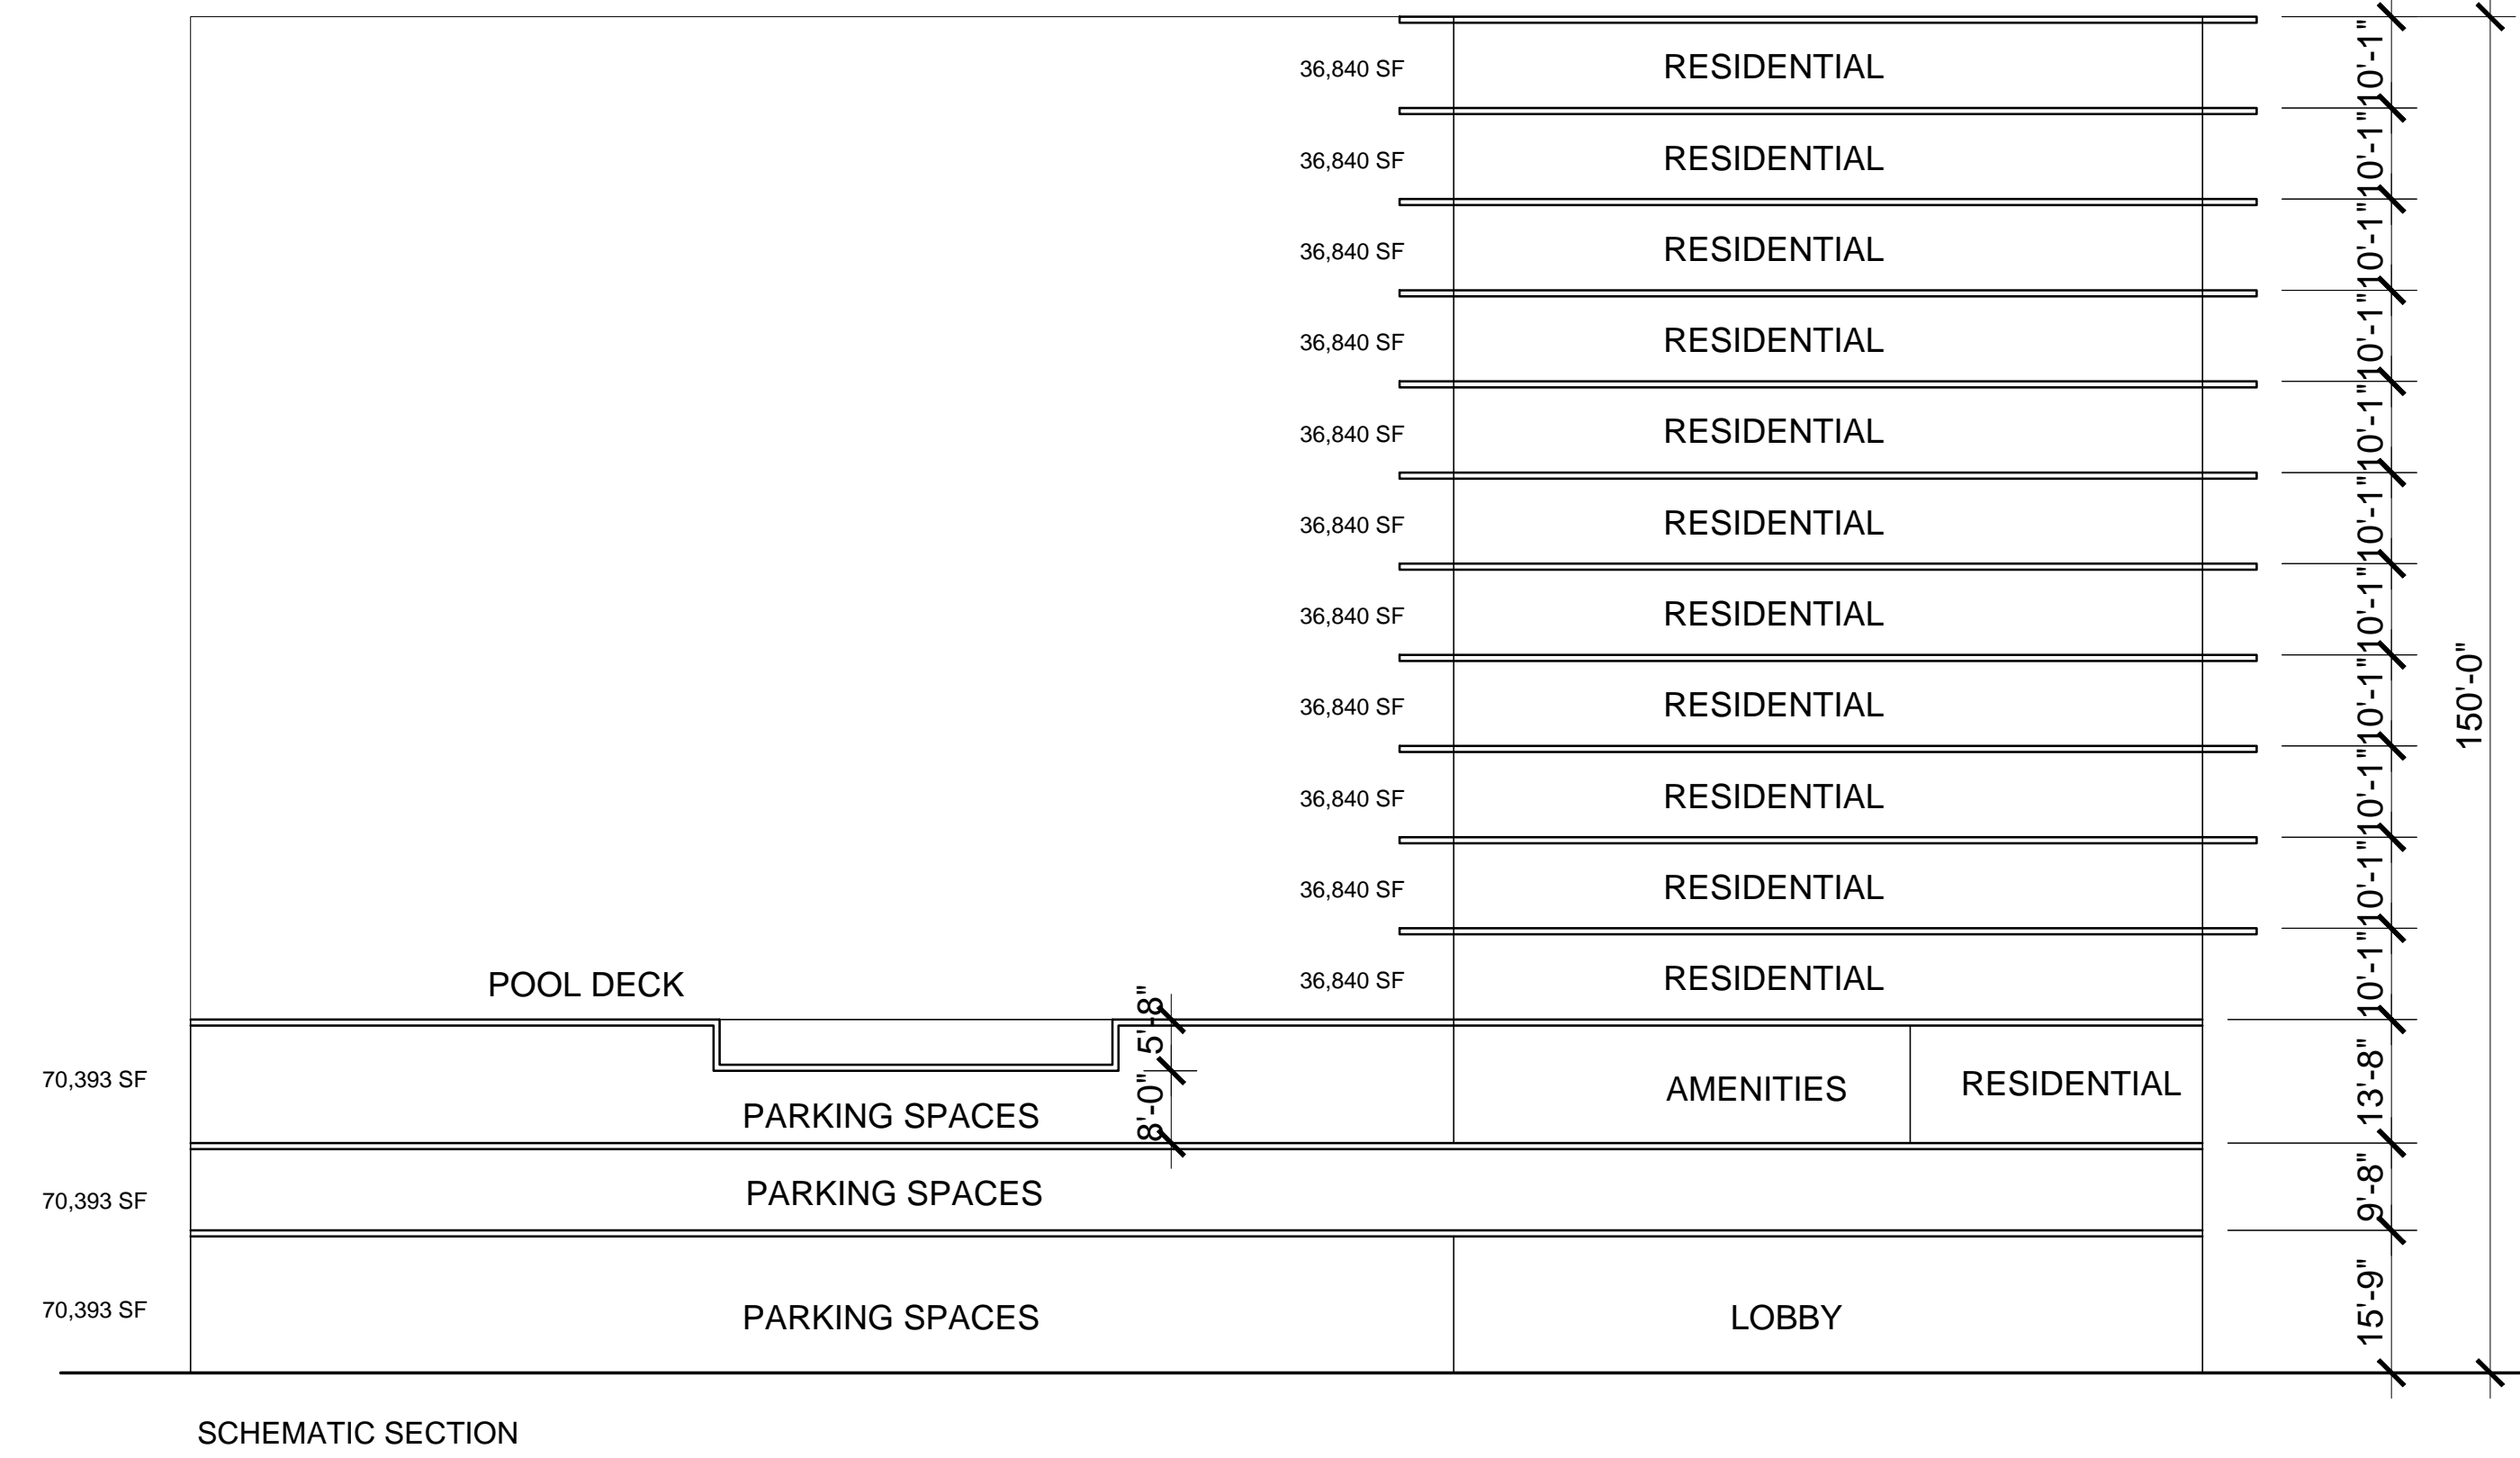 36,840 SF RESIDENTIAL 10'-1"
36,840 SF RESIDENTIAL 10'-1"
36,840 SF RESIDENTIAL 10'-1"
36,840 SF RESIDENTIAL 10'-1"
36,840 SF RESIDENTIAL 10'-1"
36,840 SF RESIDENTIAL 10'-1"
36,840 SF RESIDENTIAL 10'-1"
36,840 SF RESIDENTIAL 10'-1"
150'-0"
36,840 SF RESIDENTIAL 10'-1"
36,840 SF RESIDENTIAL 10'-1"
POOL DECK 36,840 SF RESIDENTIAL 10'-1"
5'-8"
70,393 SF PARKING SPACES 8'-0" AMENITIES RESIDENTIAL 13'-8"
70,393 SF PARKING SPACES 9'-8"
70,393 SF PARKING SPACES LOBBY 15'-9"
SCHEMATIC SECTION